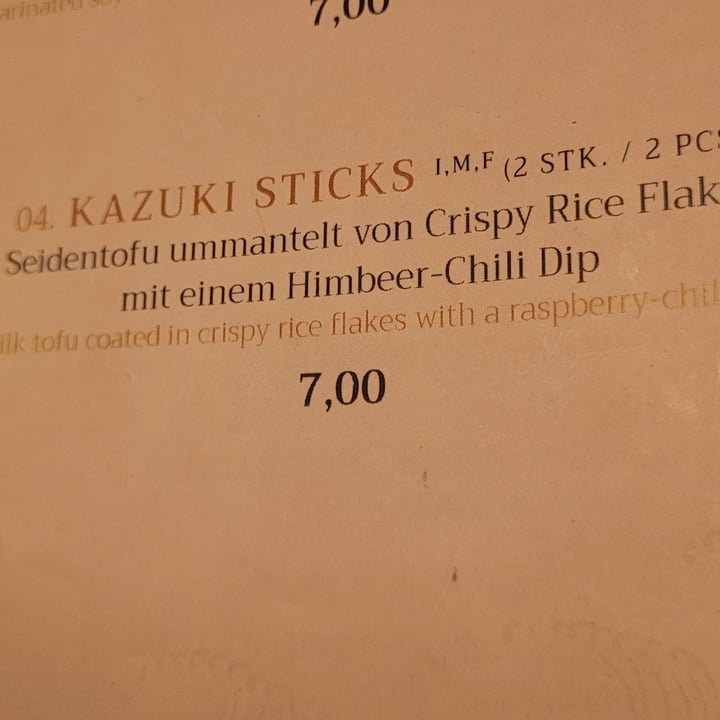 7,00
04. KAZUKI STICKS I,M,F (2 STK. / 2 PCS
Seidentofu ummantelt von Crispy Rice Flak
mit einem Himbeer-Chili Dip
ilk tofu coated in crispy rice flakes with a raspberry-chil
7,00